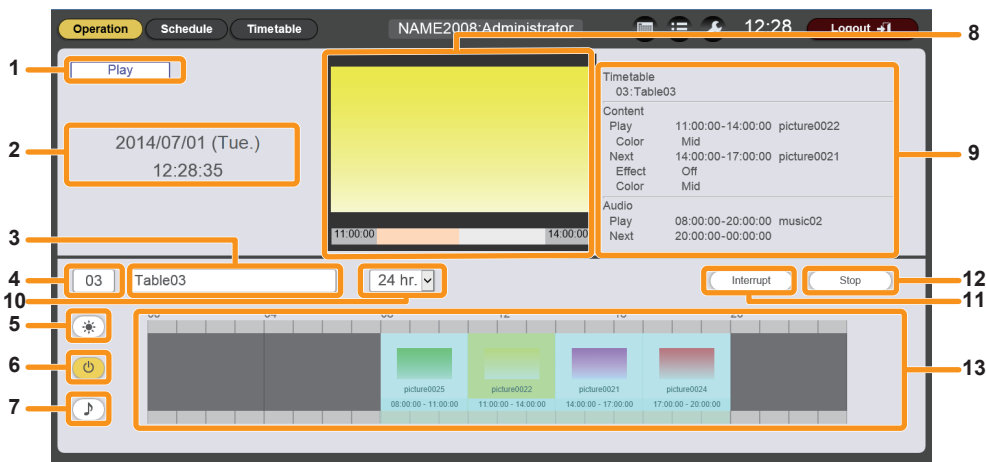 Operation Schedule Timetable NAME2008:Administrator 12:28 Logout
8
1 Play
2
2014/07/01 (Tue.)
12:28:35
11:00:00 14:00:00
Timetable
03:Table03
Content
Play 11:00:00-14:00:00 picture0022
Color Mid
Next 14:00:00-17:00:00 picture0021
Effect Off
Color Mid
Audio
Play 08:00:00-20:00:00 music02
Next 20:00:00-00:00:00
9
3
4 03 Table03 24 hr. Interrupt Stop 12
10 11
5
00 04 08 12 16 20
6
13
picture0025 picture0022 picture0021 picture0024
08:00:00 - 11:00:00 11:00:00 - 14:00:00 14:00:00 - 17:00:00 17:00:00 - 20:00:00
7